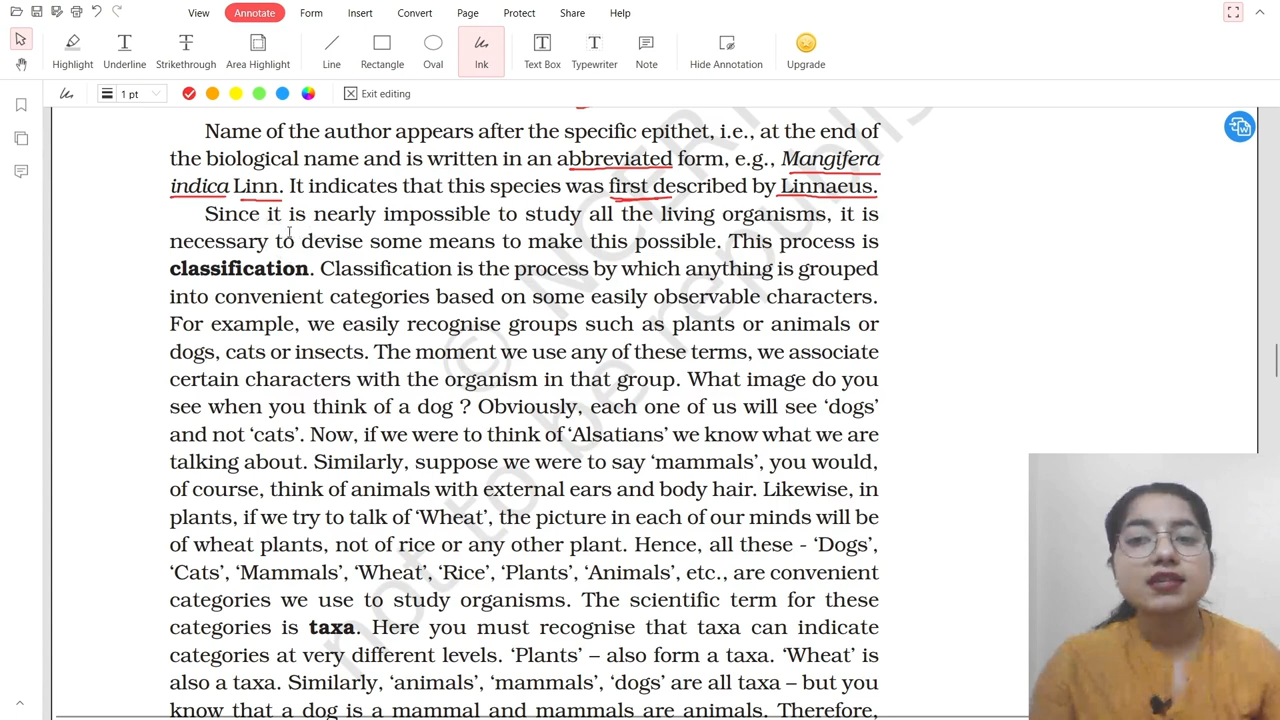 View Annotate Form Insert Convert Page Protect Share Help
Highlight Underline Strikethrough Area Highlight Line Rectangle Oval Ink Text Box Typewriter Note Hide Annotation Upgrade
1 pt Exit editing
Name of the author appears after the specific epithet, i.e., at the end of
the biological name and is written in an abbreviated form, e.g., Mangifera
indica Linn. It indicates that this species was first described by Linnaeus.
Since it is nearly impossible to study all the living organisms, it is
necessary to devise some means to make this possible. This process is
classification. Classification is the process by which anything is grouped
into convenient categories based on some easily observable characters.
For example, we easily recognise groups such as plants or animals or
dogs, cats or insects. The moment we use any of these terms, we associate
certain characters with the organism in that group. What image do you
see when you think of a dog ? Obviously, each one of us will see ‘dogs’
and not ‘cats’. Now, if we were to think of ‘Alsatians’ we know what we are
talking about. Similarly, suppose we were to say ‘mammals’, you would,
of course, think of animals with external ears and body hair. Likewise, in
plants, if we try to talk of ‘Wheat’, the picture in each of our minds will be
of wheat plants, not of rice or any other plant. Hence, all these - ‘Dogs’,
‘Cats’, ‘Mammals’, ‘Wheat’, ‘Rice’, ‘Plants’, ‘Animals’, etc., are convenient
categories we use to study organisms. The scientific term for these
categories is taxa. Here you must recognise that taxa can indicate
categories at very different levels. ‘Plants’ – also form a taxa. ‘Wheat’ is
also a taxa. Similarly, ‘animals’, ‘mammals’, ‘dogs’ are all taxa – but you
know that a dog is a mammal and mammals are animals. Therefore,
© NCERT
not to be republis